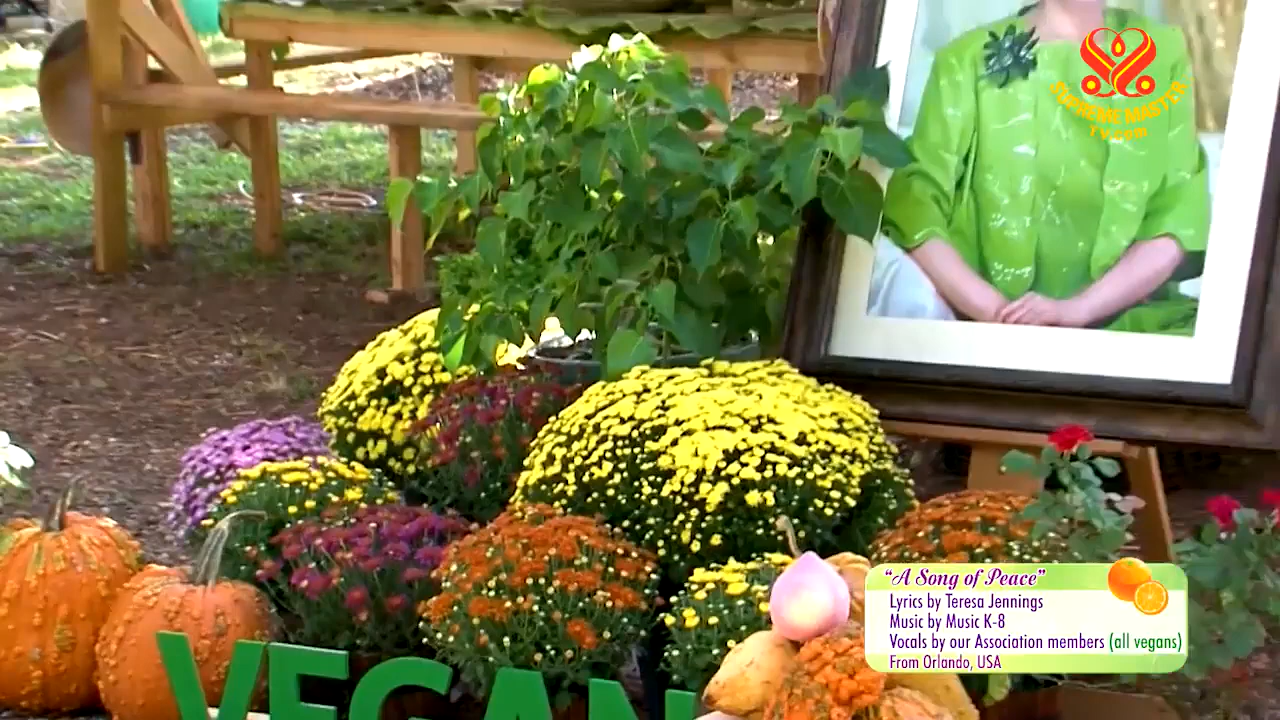 SUPREME MASTER
TV.com
"A Song of Peace"
Lyrics by Teresa Jennings
Music by Music K-8
Vocals by our Association members (all vegans)
From Orlando, USA
VEGAN